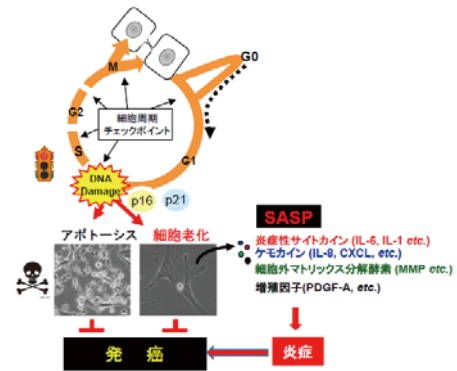 M
G0
G2
細胞周期
チェックポイント
S
G1
DNA
Damage
p16
p21
アポトーシス
細胞老化
SASP
炎症性サイトカイン (IL-6, IL-1 etc.)
ケモカイン (IL-8, CXCL, etc.)
細胞外マトリックス分解酵素 (MMP etc.)
増殖因子(PDGF-A, etc.)
発 癌
炎症